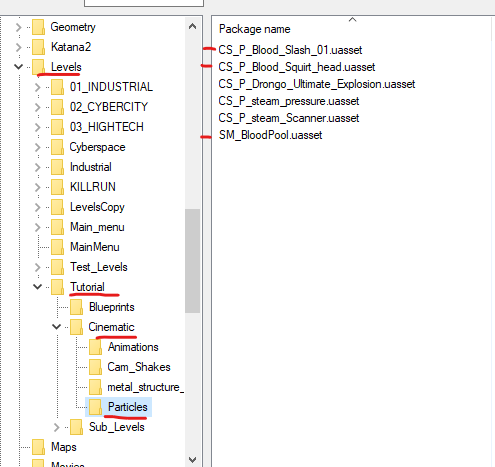 Geometry
Katana2
Levels
01_INDUSTRIAL
02_CYBERCITY
03_HIGHTECH
Cyberspace
Industrial
KILLRUN
LevelsCopy
Main_menu
MainMenu
Test_Levels
Tutorial
Blueprints
Cinematic
Animations
Cam_Shakes
metal_structure_
Particles
Sub_Levels
Maps
Movies
Package name
CS_P_Blood_Slash_01.uasset
CS_P_Blood_Squirt_head.uasset
CS_P_Drongo_Ultimate_Explosion.uasset
CS_P_steam_pressure.uasset
CS_P_steam_Scanner.uasset
SM_BloodPool.uasset